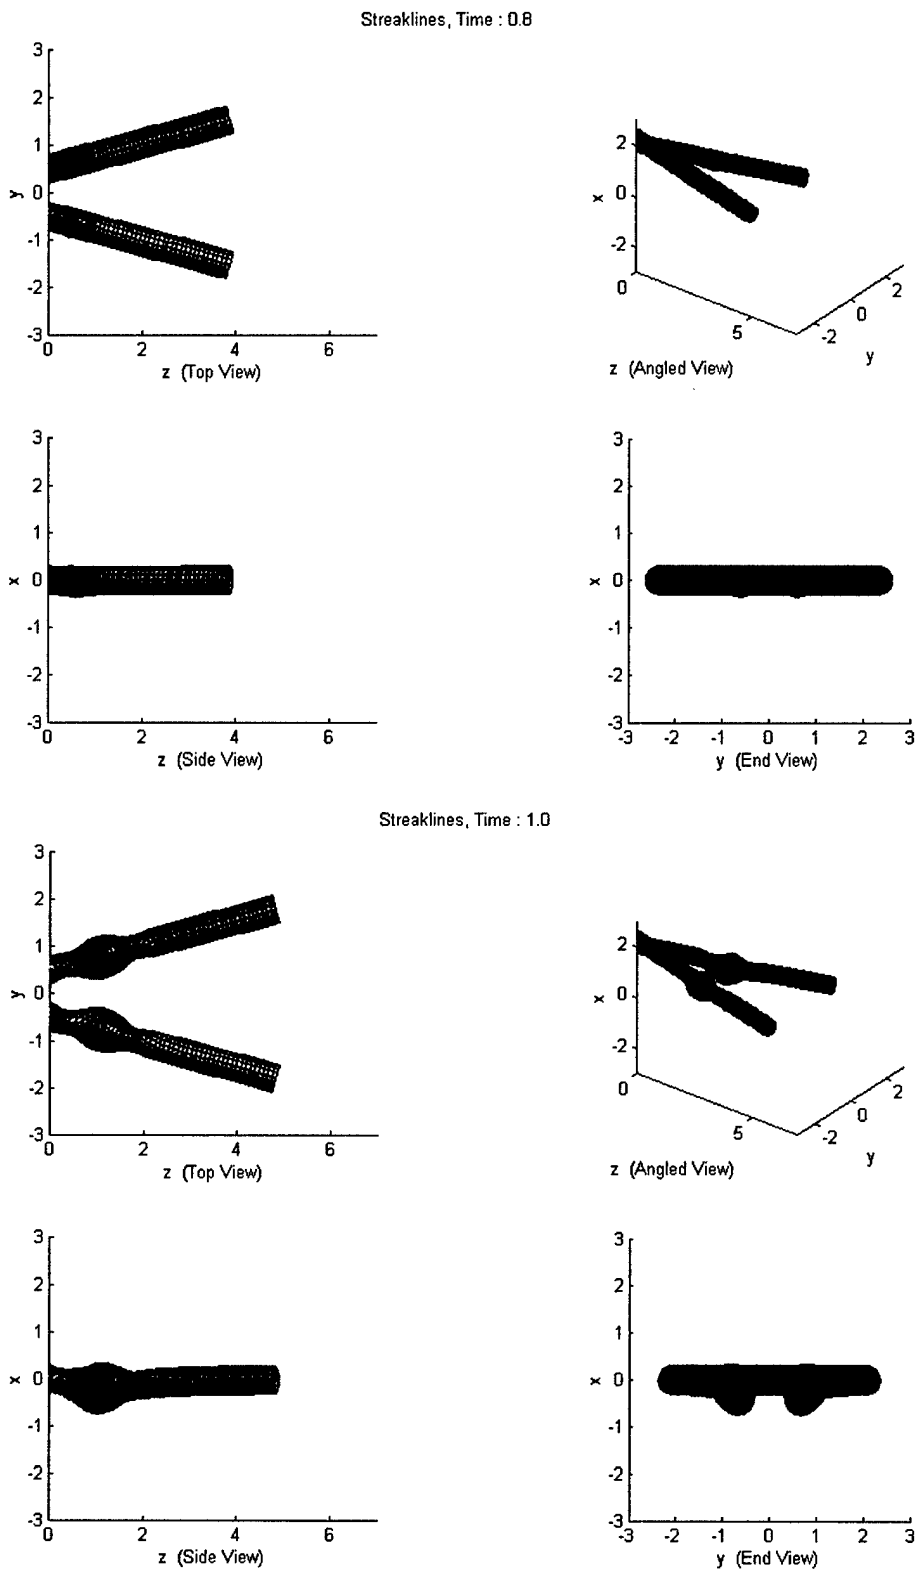 Streaklines, Time : 0.8
3
2
1
y 0
-1
-2
-3
0 2 4 6
z (Top View)
2
x 0
-2
0
5
-2 0 2
z (Angled View)
y
3
2
1
x 0
-1
-2
-3
0 2 4 6
z (Side View)
3
2
1
x 0
-1
-2
-3
-3 -2 -1 0 1 2 3
y (End View)
Streaklines, Time : 1.0
3
2
1
y 0
-1
-2
-3
0 2 4 6
z (Top View)
2
x 0
-2
0
5
-2 0 2
z (Angled View)
y
3
2
1
x 0
-1
-2
-3
0 2 4 6
z (Side View)
3
2
1
x 0
-1
-2
-3
-3 -2 -1 0 1 2 3
y (End View)